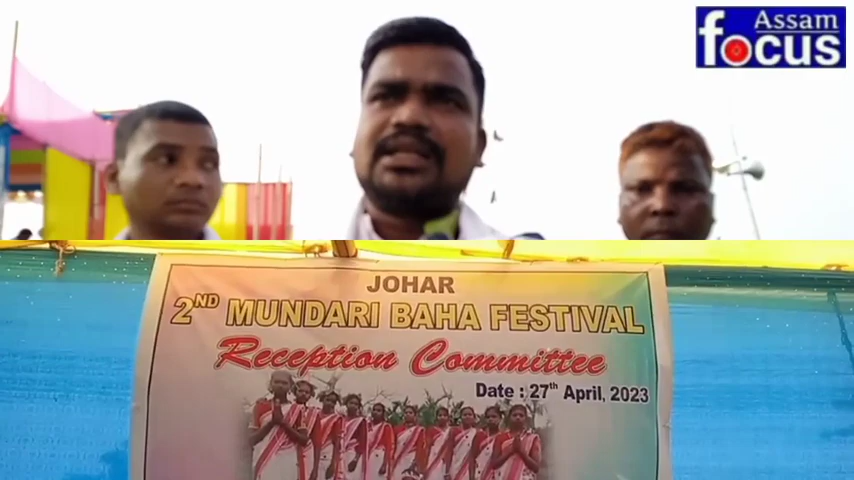 Assam
focus
JOHAR
2ND MUNDARI BAHA FESTIVAL
Reception Committee
Date : 27th April, 2023